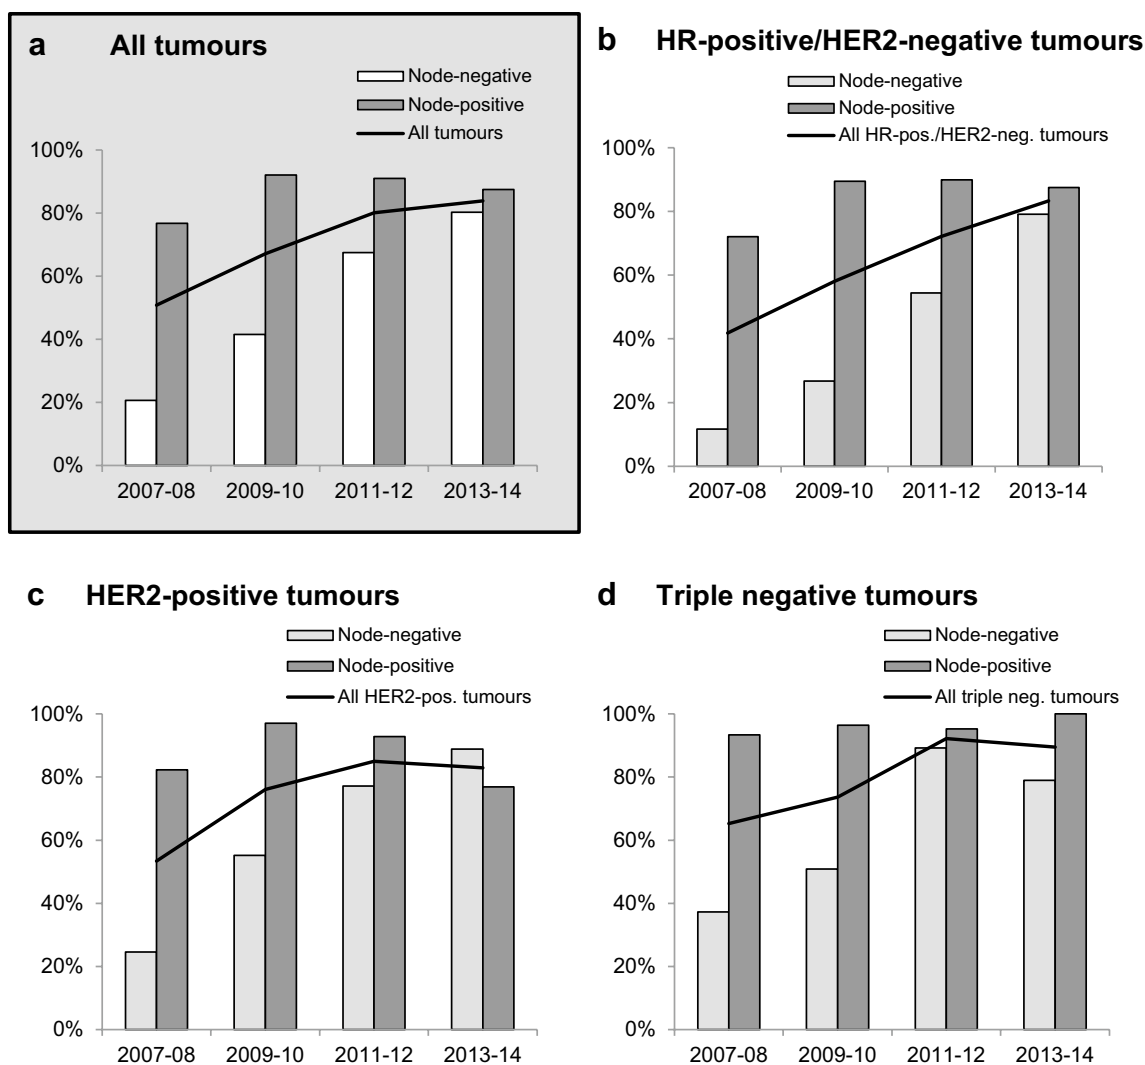 a All tumours
Node-negative
Node-positive
All tumours
100%
80%
60%
40%
20%
0%
2007-08 2009-10 2011-12 2013-14
b HR-positive/HER2-negative tumours
Node-negative
Node-positive
All HR-pos./HER2-neg. tumours
100%
80%
60%
40%
20%
0%
2007-08 2009-10 2011-12 2013-14
c HER2-positive tumours
Node-negative
Node-positive
All HER2-pos. tumours
100%
80%
60%
40%
20%
0%
2007-08 2009-10 2011-12 2013-14
d Triple negative tumours
Node-negative
Node-positive
All triple neg. tumours
100%
80%
60%
40%
20%
0%
2007-08 2009-10 2011-12 2013-14